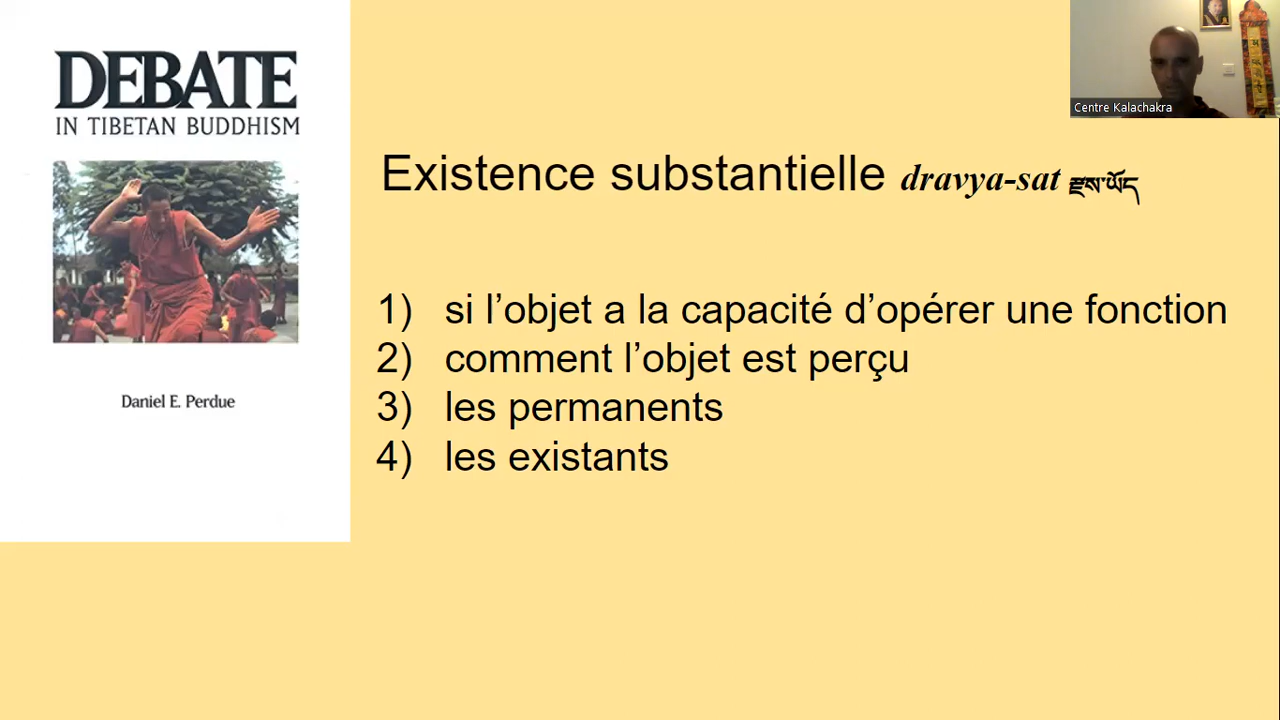 DEBATE
IN TIBETAN BUDDHISM
Daniel E. Perdue
Centre Kalachakra
Existence substantielle dravya-sat རྫས་ཡོད
1) si l’objet a la capacité d’opérer une fonction
2) comment l’objet est perçu
3) les permanents
4) les existants